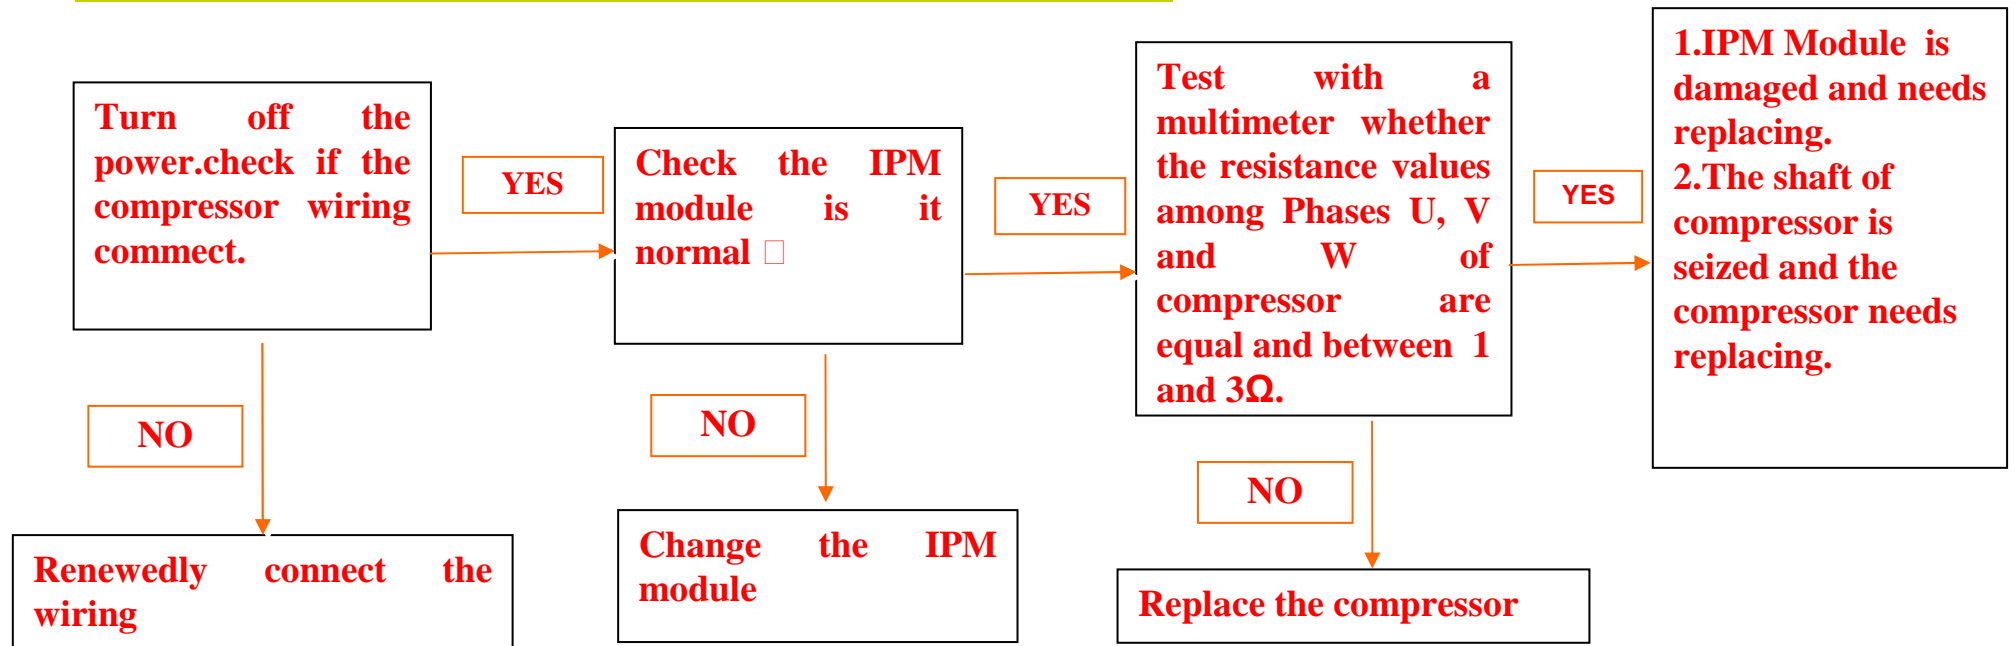 Turn off the
power.check if the
compressor wiring
commect.
YES
Check the IPM
module is it
normal □
YES
Test with a
multimeter whether
the resistance values
among Phases U, V
and W of
compressor are
equal and between 1
and 3Ω.
YES
1.IPM Module is
damaged and needs
replacing.
2.The shaft of
compressor is
seized and the
compressor needs
replacing.
NO
NO
NO
Renewedly connect the
wiring
Change the IPM
module
Replace the compressor